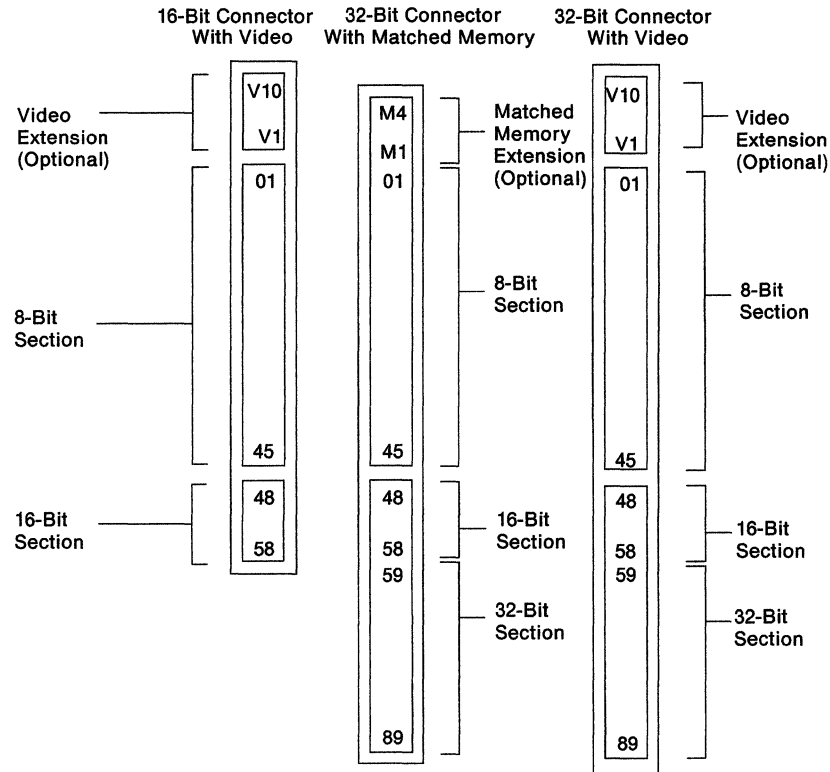 16-Bit Connector
With Video
32-Bit Connector
With Matched Memory
32-Bit Connector
With Video
Video
Extension
(Optional)
8-Bit
Section
16-Bit
Section
V10
V1
01
45
48
58
M4
M1
01
45
48
58
59
89
Matched
Memory
Extension
(Optional)
8-Bit
Section
16-Bit
Section
32-Bit
Section
V10
V1
01
45
48
58
59
89
Video
Extension
(Optional)
8-Bit
Section
16-Bit
Section
32-Bit
Section